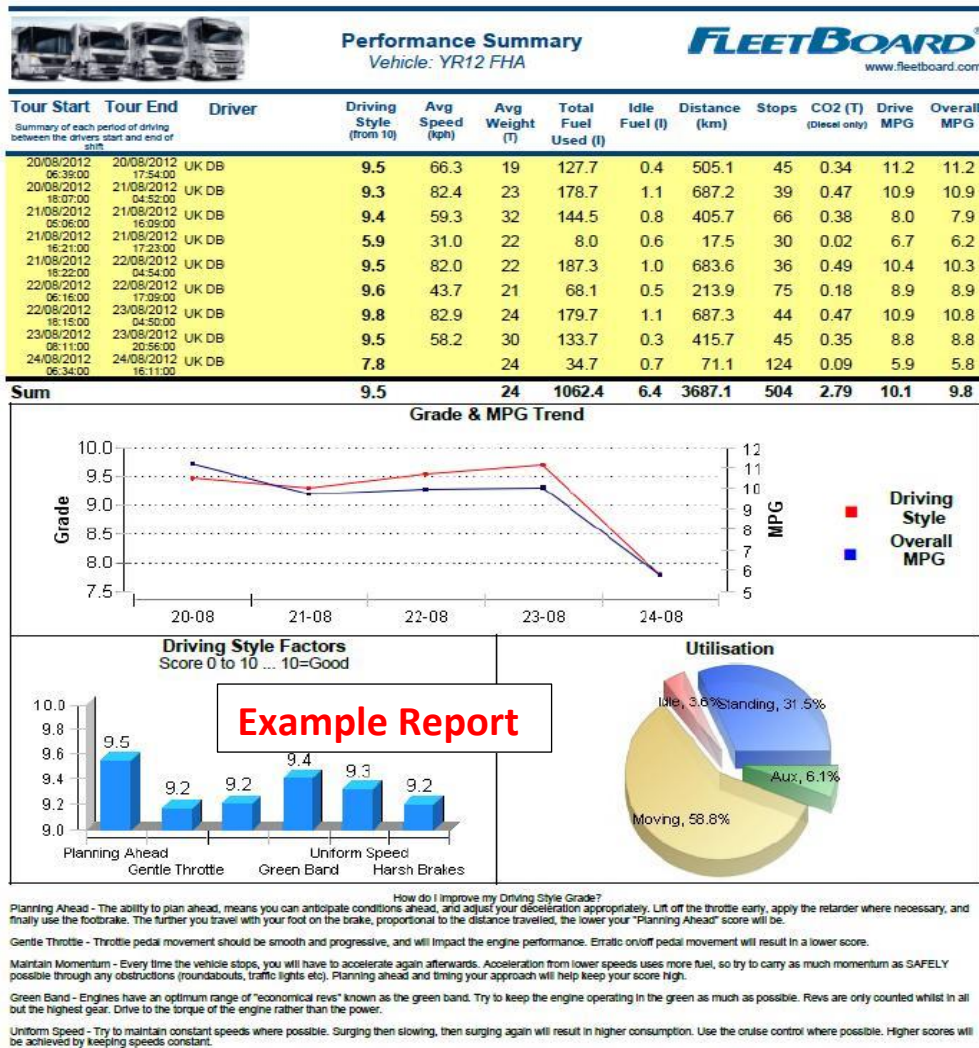 Performance Summary
Vehicle: YR12 FHA
FLEETBOARD®
www.fleetboard.com
Tour Start Tour End Driver Driving Style (from 10) Avg Speed (kph) Avg Weight (T) Total Fuel Used (l) Idle Fuel (l) Distance (km) Stops CO2 (T) (Diesel only) Drive MPG Overall MPG
Summary of each period of driving
between the drivers start and end of
shift
20/08/2012 06:39:00 20/08/2012 17:54:00 UK DB 9.5 66.3 19 127.7 0.4 505.1 45 0.34 11.2 11.2
20/08/2012 18:07:00 21/08/2012 04:52:00 UK DB 9.3 82.4 23 178.7 1.1 687.2 39 0.47 10.9 10.9
21/08/2012 05:06:00 21/08/2012 16:09:00 UK DB 9.4 59.3 32 144.5 0.8 405.7 66 0.38 8.0 7.9
21/08/2012 16:21:00 21/08/2012 17:23:00 UK DB 5.9 31.0 22 8.0 0.6 17.5 30 0.02 6.7 6.2
21/08/2012 18:22:00 22/08/2012 04:54:00 UK DB 9.5 82.0 22 187.3 1.0 683.6 36 0.49 10.4 10.3
22/08/2012 06:16:00 22/08/2012 17:09:00 UK DB 9.6 43.7 21 68.1 0.5 213.9 75 0.18 8.9 8.9
22/08/2012 18:15:00 23/08/2012 04:50:00 UK DB 9.8 82.9 24 179.7 1.1 687.3 44 0.47 10.9 10.8
23/08/2012 08:11:00 23/08/2012 20:56:00 UK DB 9.5 58.2 30 133.7 0.3 415.7 45 0.35 8.8 8.8
24/08/2012 06:34:00 24/08/2012 16:11:00 UK DB 7.8 24 34.7 0.7 71.1 124 0.09 5.9 5.8
Sum 9.5 24 1062.4 6.4 3687.1 504 2.79 10.1 9.8
Grade & MPG Trend
Grade
10.0
9.5
9.0
8.5
8.0
7.5
12
11
10
9
8
7
6
5
MPG
20-08 21-08 22-08 23-08 24-08
Driving Style
Overall MPG
Driving Style Factors
Score 0 to 10 ... 10=Good
10.0
9.8
9.6
9.4
9.2
9.0
9.5 9.2 9.2 9.4 9.3 9.2
Planning Ahead Uniform Speed
Gentle Throttle Green Band Harsh Brakes
Example Report
Utilisation
Idle, 3.6%
Standing, 31.5%
Aux, 6.1%
Moving, 58.8%
How do I improve my Driving Style Grade?
Planning Ahead - The ability to plan ahead, means you can anticipate conditions ahead, and adjust your deceleration appropriately. Lift off the throttle early, apply the retarder where necessary, and
finally use the footbrake. The further you travel with your foot on the brake, proportional to the distance travelled, the lower your "Planning Ahead" score will be.
Gentle Throttle - Throttle pedal movement should be smooth and progressive, and will impact the engine performance. Erratic on/off pedal movement will result in a lower score.
Maintain Momentum - Every time the vehicle stops, you will have to accelerate again afterwards. Acceleration from lower speeds uses more fuel, so try to carry as much momentum as SAFELY
possible through any obstructions (roundabouts, traffic lights etc). Planning ahead and timing your approach will help keep your score high.
Green Band - Engines have an optimum range of "economical revs" known as the green band. Try to keep the engine operating in the green as much as possible. Revs are only counted whilst in all
but the highest gear. Drive to the torque of the engine rather than the power.
Uniform Speed - Try to maintain constant speeds where possible. Surging then slowing, then surging again will result in higher consumption. Use the cruise control where possible. Higher scores will
be achieved by keeping speeds constant.